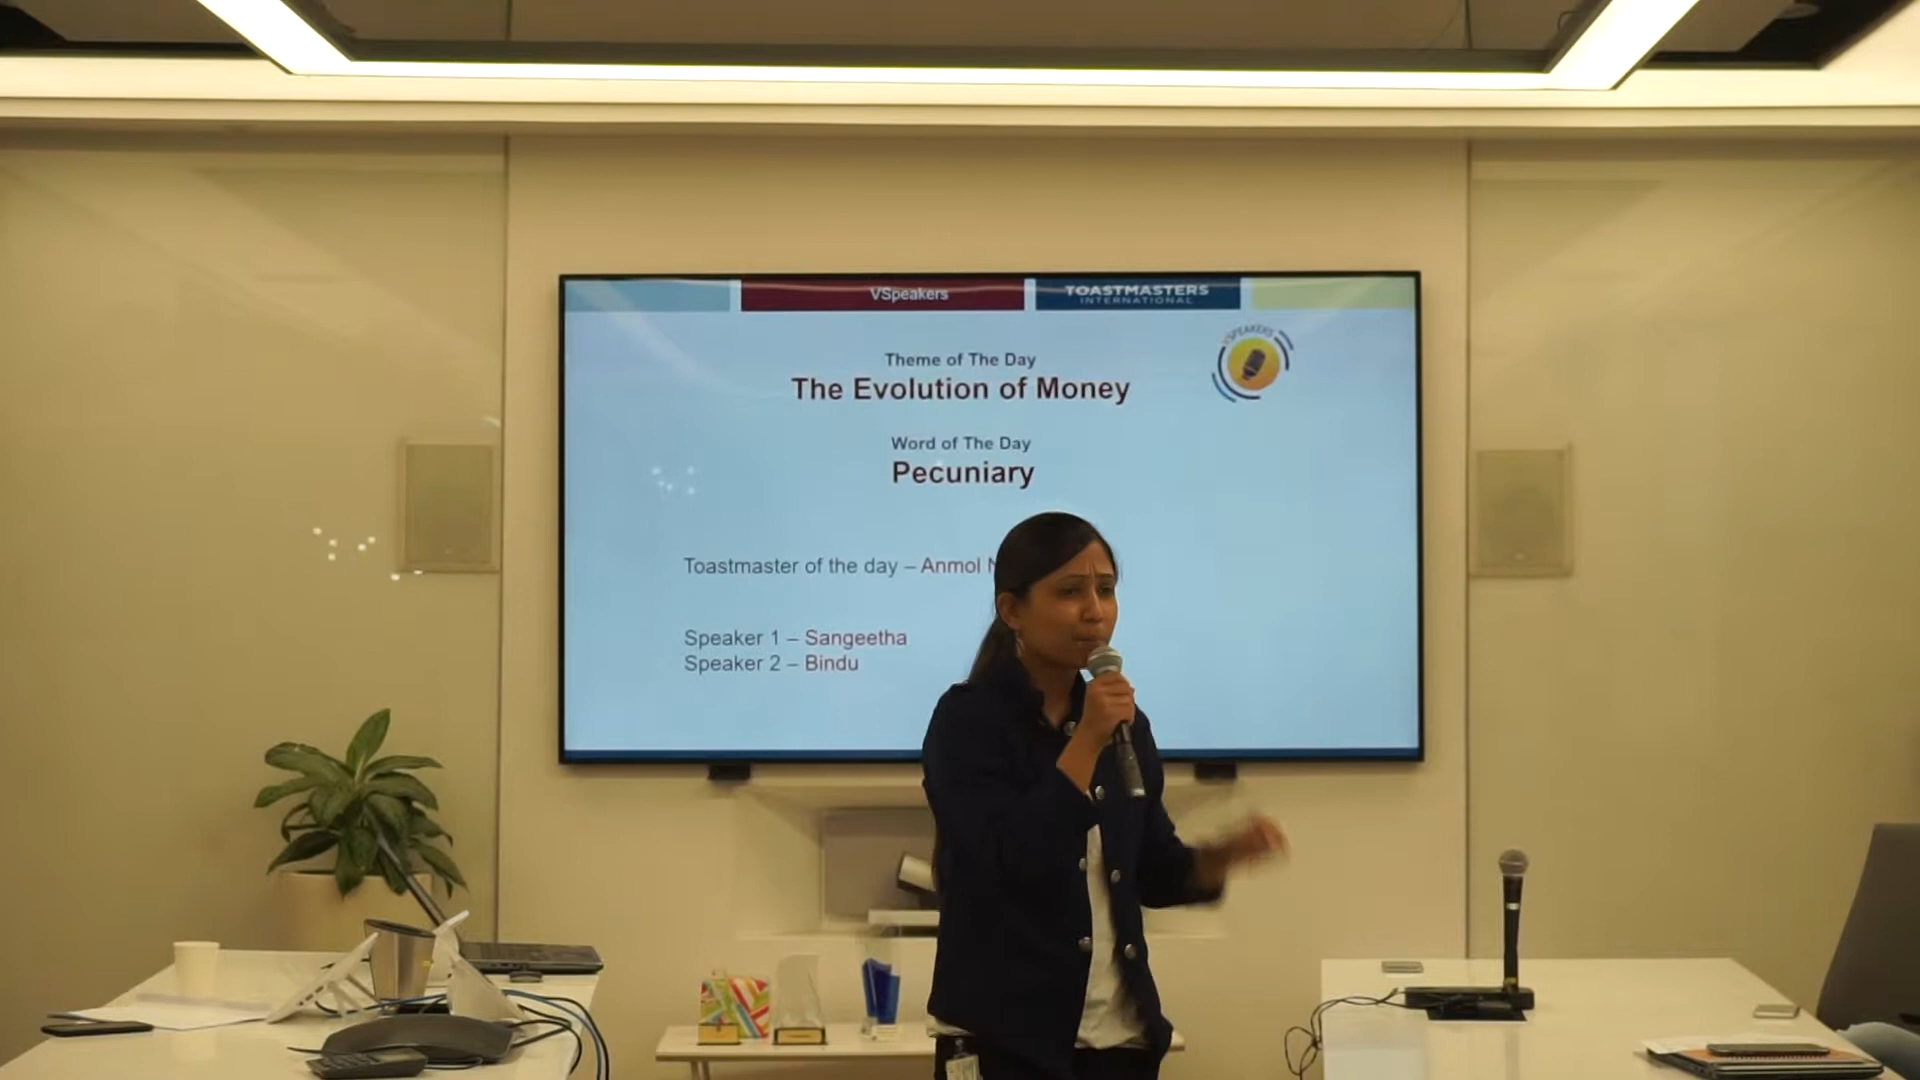 VSpeakers
TOASTMASTERS
INTERNATIONAL
VSPEAKERS
Theme of The Day
The Evolution of Money
Word of The Day
Pecuniary
Toastmaster of the day – Anmol N
Speaker 1 – Sangeetha
Speaker 2 – Bindu